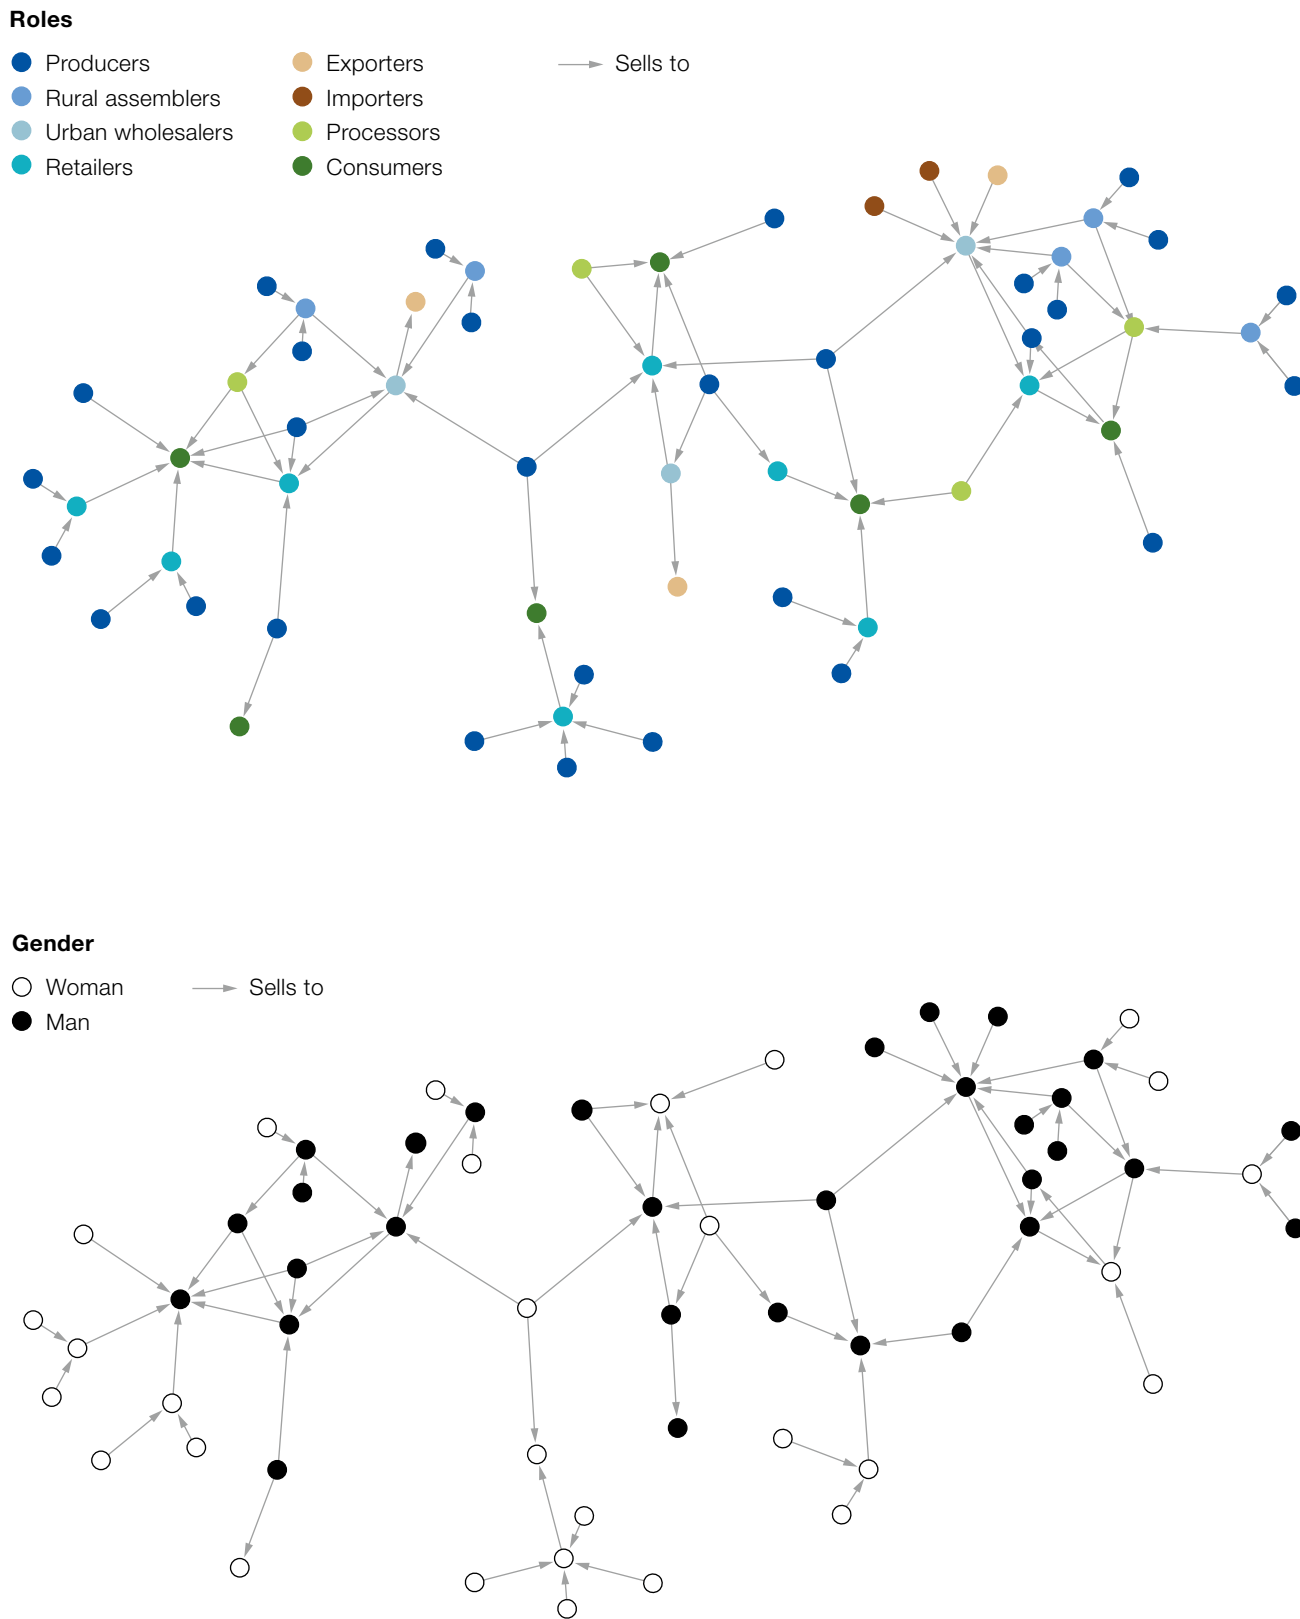 Roles
Producers
Exporters
Sells to
Rural assemblers
Importers
Urban wholesalers
Processors
Retailers
Consumers
Gender
Woman
Sells to
Man